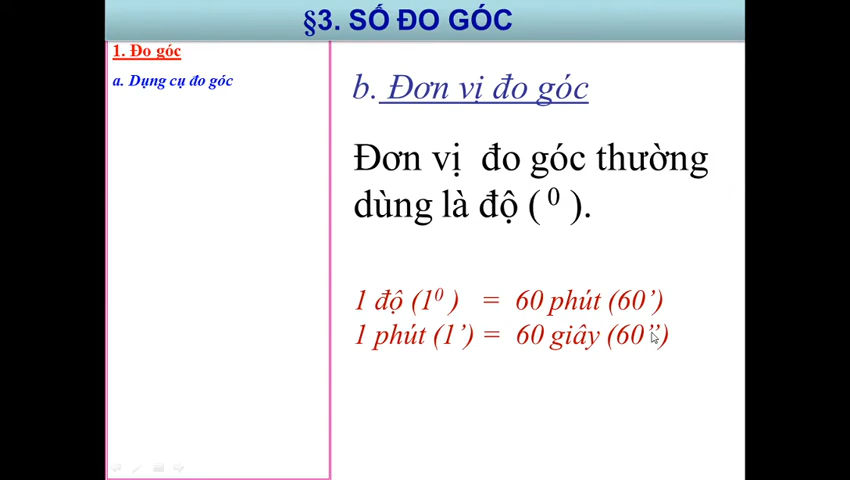 §3. SỐ ĐO GÓC
1. Đo góc
a. Dụng cụ đo góc
b. Đơn vị đo góc
Đơn vị đo góc thường
dùng là độ ( ⁰ ).
1 độ (1⁰ ) = 60 phút (60’)
1 phút (1’) = 60 giây (60”)